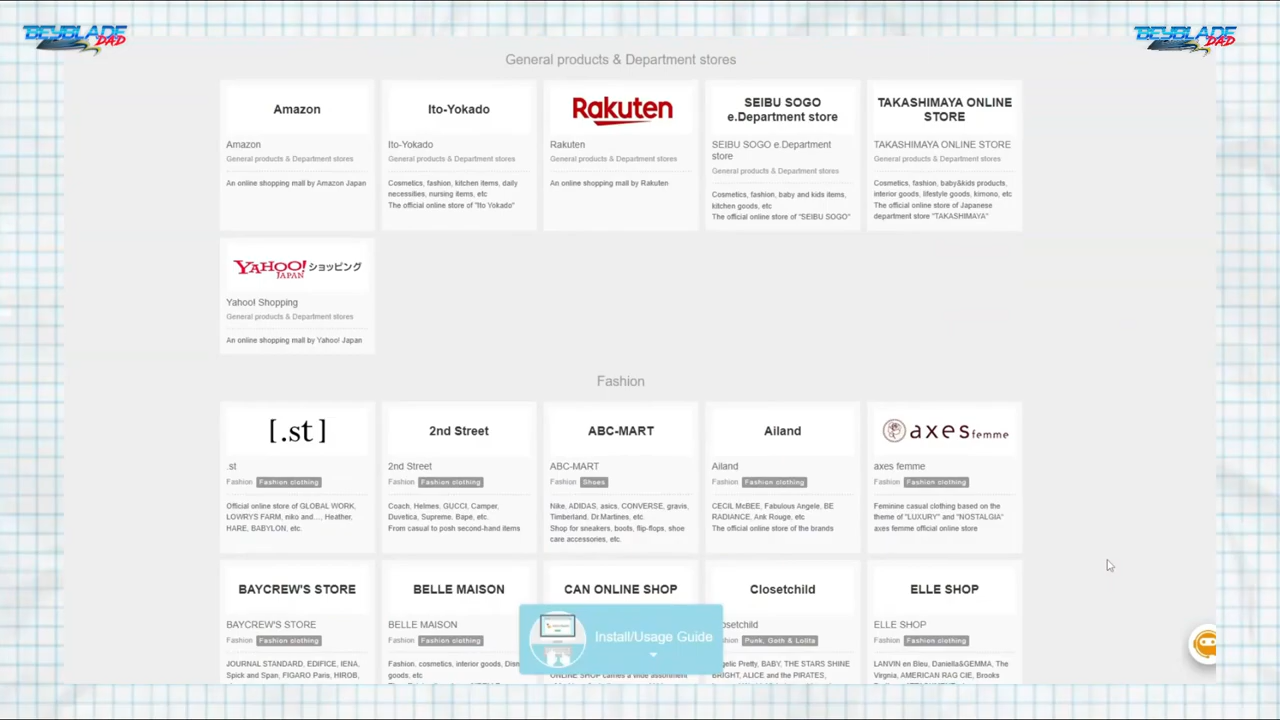 BEYBLADE DAD
BEYBLADE DAD
General products & Department stores
Amazon
Amazon
General products & Department stores
An online shopping mall by Amazon Japan
Ito-Yokado
Ito-Yokado
General products & Department stores
Cosmetics, fashion, kitchen items, daily
necessities, nursing items, etc
The official online store of "Ito Yokado"
Rakuten
Rakuten
General products & Department stores
An online shopping mall by Rakuten
SEIBU SOGO
e.Department store
SEIBU SOGO e.Department
store
General products & Department stores
Cosmetics, fashion, baby and kids items,
kitchen goods, etc
The official online store of "SEIBU SOGO"
TAKASHIMAYA ONLINE
STORE
TAKASHIMAYA ONLINE STORE
General products & Department stores
Cosmetics, fashion, baby&kids products,
interior goods, lifestyle goods, kimono, etc
The official online store of Japanese
department store "TAKASHIMAYA"
YAHOO! JAPAN ショッピング
Yahoo! Shopping
General products & Department stores
An online shopping mall by Yahoo! Japan
Fashion
[.st]
.st
Fashion Fashion clothing
Official online store of GLOBAL WORK,
LOWRYS FARM, niko and..., Heather,
HARE, BABYLON, etc.
2nd Street
2nd Street
Fashion Fashion clothing
Coach, Helmes, GUCCI, Camper,
Duvetica, Supreme, Bape, etc.
From casual to posh second-hand items
ABC-MART
ABC-MART
Fashion Shoes
Nike, ADIDAS, asics, CONVERSE, gravis,
Timberland, Dr.Martines, etc.
Shop for sneakers, boots, flip-flops, shoe
care accessories, etc.
Ailand
Ailand
Fashion Fashion clothing
CECIL McBEE, Fabulous Angele, BE
RADIANCE, Ank Rouge, etc
The official online store of the brands
axes femme
axes femme
Fashion Fashion clothing
Feminine casual clothing based on the
theme of "LUXURY" and "NOSTALGIA"
axes femme official online store
BAYCREW'S STORE
BAYCREW'S STORE
Fashion Fashion clothing
JOURNAL STANDARD, EDIFICE, IENA,
Spick and Span, FIGARO Paris, HIROB,
BELLE MAISON
BELLE MAISON
Fashion Fashion clothing
Fashion, cosmetics, interior goods, Disn
goods, etc
CAN ONLINE SHOP
Install/Usage Guide
Closetchild
osetchild
Punk, Goth & Lolita
gelic Pretty, BABY, THE STARS SHINE
BRIGHT, ALICE and the PIRATES,
ELLE SHOP
ELLE SHOP
Fashion Fashion clothing
LANVIN en Bleu, Daniella&GEMMA, The
Virgnia, AMERICAN RAG CIE, Brooks